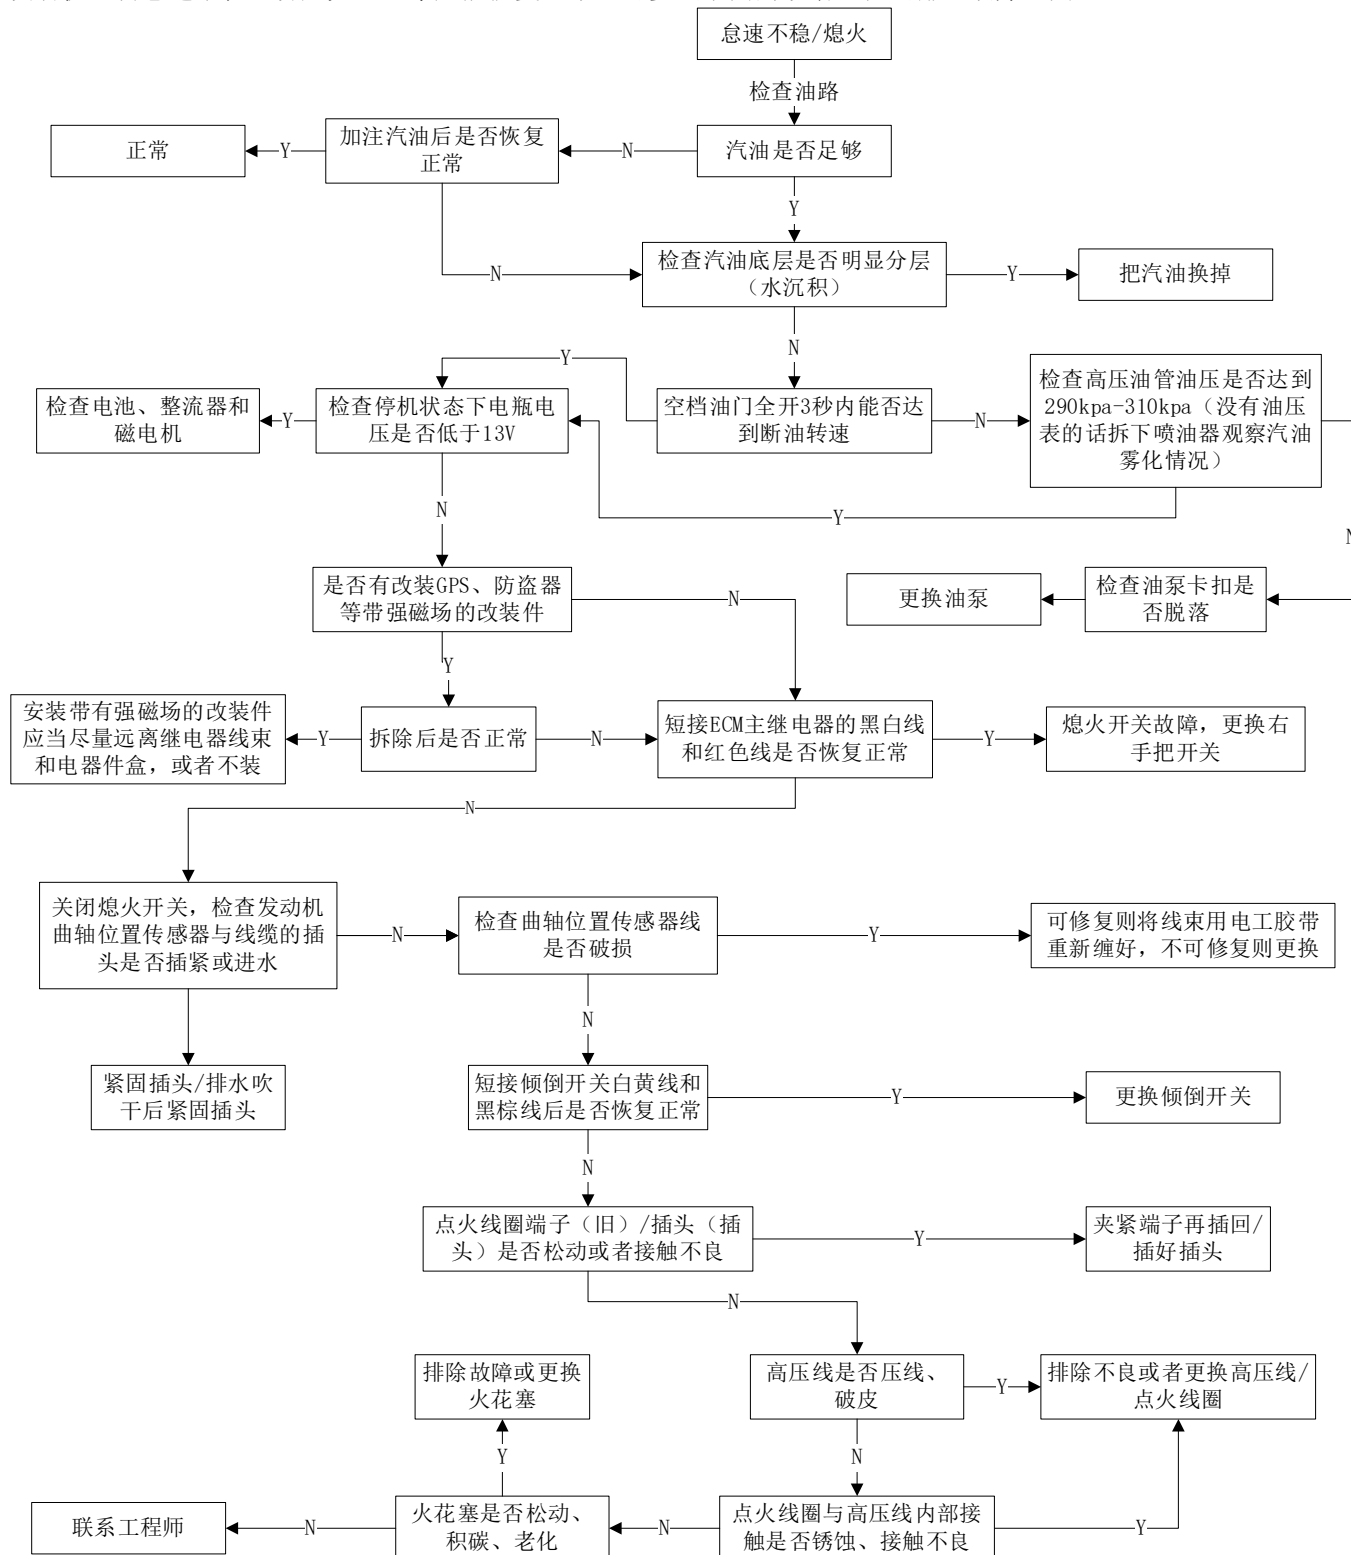 怠速不稳/熄火
检查油路
正常
Y
加注汽油后是否恢复
正常
N
汽油是否足够
Y
N
检查汽油底层是否明显分层
（水沉积）
Y
把汽油换掉
N
Y
检查电池、整流器和
磁电机
Y
检查停机状态下电瓶电
压是否低于13V
空档油门全开3秒内能否达
到断油转速
N
检查高压油管油压是否达到
290kpa-310kpa（没有油压
表的话拆下喷油器观察汽油
雾化情况）
N
Y
N
是否有改装GPS、防盗器
等带强磁场的改装件
N
更换油泵
检查油泵卡扣是
否脱落
Y
安装带有强磁场的改装件
应当尽量远离继电器线束
和电器件盒，或者不装
Y
拆除后是否正常
N
短接ECM主继电器的黑白线
和红色线是否恢复正常
Y
熄火开关故障，更换右
手把开关
N
关闭熄火开关，检查发动机
曲轴位置传感器与线缆的插
头是否插紧或进水
N
检查曲轴位置传感器线
是否破损
Y
可修复则将线束用电工胶带
重新缠好，不可修复则更换
N
紧固插头/排水吹
干后紧固插头
短接倾倒开关白黄线和
黑棕线后是否恢复正常
Y
更换倾倒开关
N
点火线圈端子（旧）/插头（插
头）是否松动或者接触不良
Y
夹紧端子再插回/
插好插头
N
排除故障或更换
火花塞
高压线是否压线、
破皮
Y
排除不良或者更换高压线/
点火线圈
Y
N
联系工程师
N
火花塞是否松动、
积碳、老化
N
点火线圈与高压线内部接
触是否锈蚀、接触不良
Y